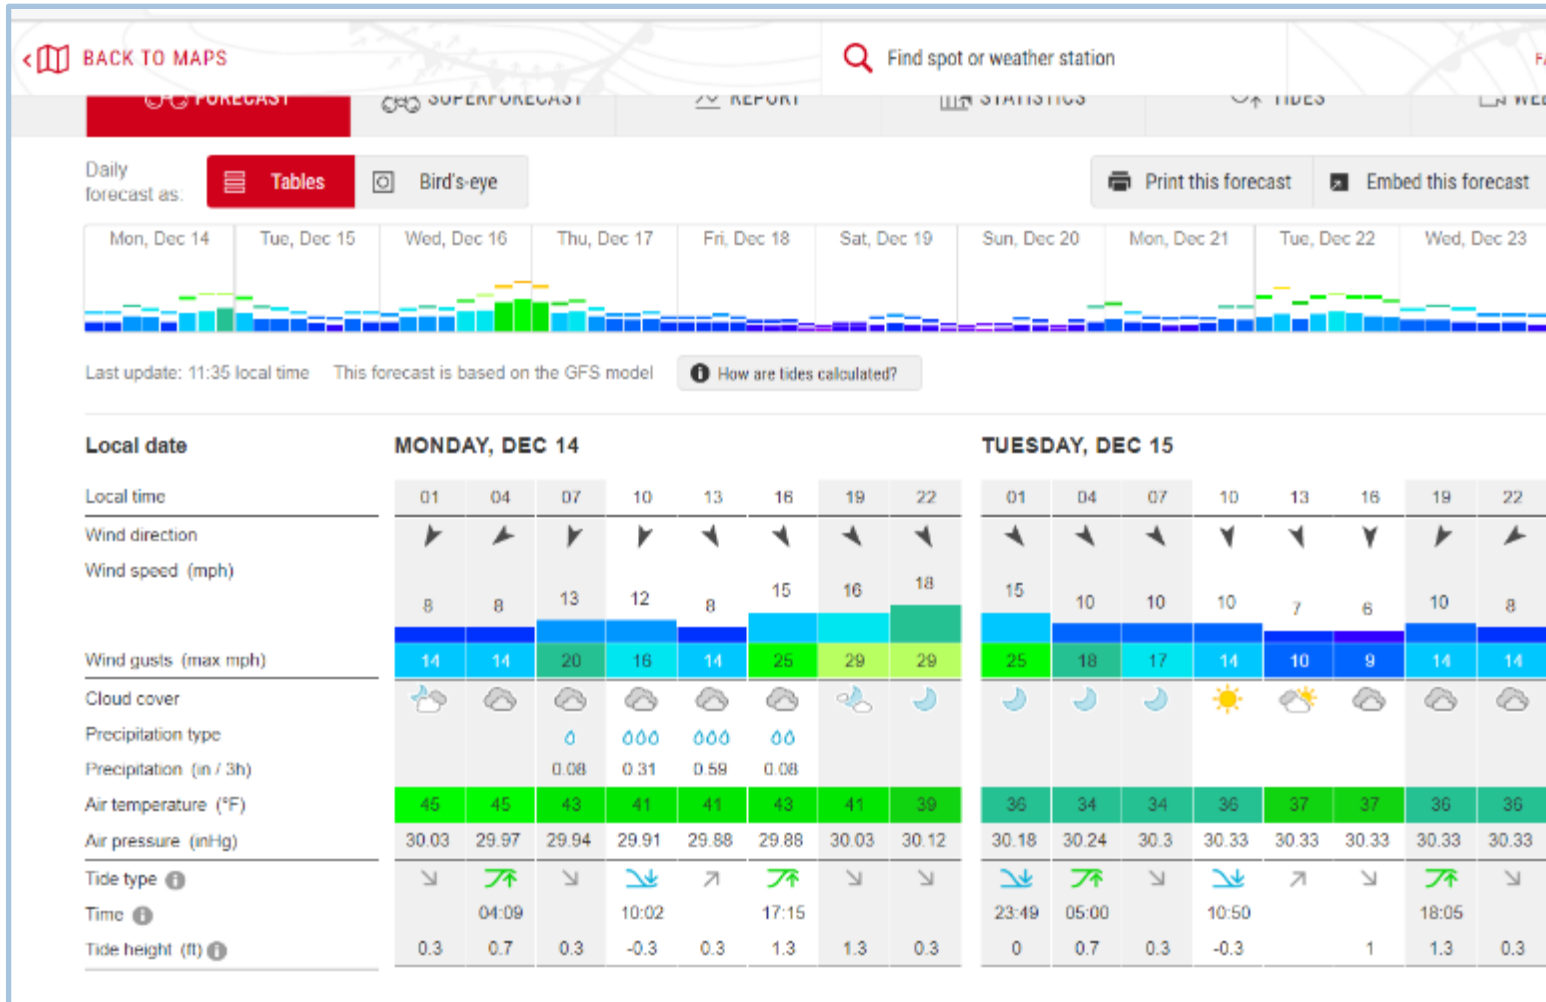 BACK TO MAPS
Find spot or weather station
FORECAST SUPERFORECAST REPORT STATISTICS TIDES
Daily
forecast as:
Tables Bird's-eye Print this forecast Embed this forecast
Mon, Dec 14 Tue, Dec 15 Wed, Dec 16 Thu, Dec 17 Fri, Dec 18 Sat, Dec 19 Sun, Dec 20 Mon, Dec 21 Tue, Dec 22 Wed, Dec 23
Last update: 11:35 local time This forecast is based on the GFS model How are tides calculated?
Local date MONDAY, DEC 14 TUESDAY, DEC 15
Local time 01 04 07 10 13 16 19 22 01 04 07 10 13 16 19 22
Wind direction
Wind speed (mph) 8 8 13 12 8 15 16 18 15 10 10 10 7 6 10 8
Wind gusts (max mph) 14 14 20 16 14 25 29 29 25 18 17 14 10 9 14 14
Cloud cover
Precipitation type
Precipitation (in / 3h) 0.08 0.31 0.59 0.08
Air temperature (°F) 45 45 43 41 41 43 41 39 36 34 34 36 37 37 36 36
Air pressure (inHg) 30.03 29.97 29.94 29.91 29.88 29.88 30.03 30.12 30.18 30.24 30.3 30.33 30.33 30.33 30.33 30.33
Tide type
Time 04:09 10:02 17:15 23:49 05:00 10:50 18:05
Tide height (ft) 0.3 0.7 0.3 -0.3 0.3 1.3 1.3 0.3 0 0.7 0.3 -0.3 1 1.3 0.3